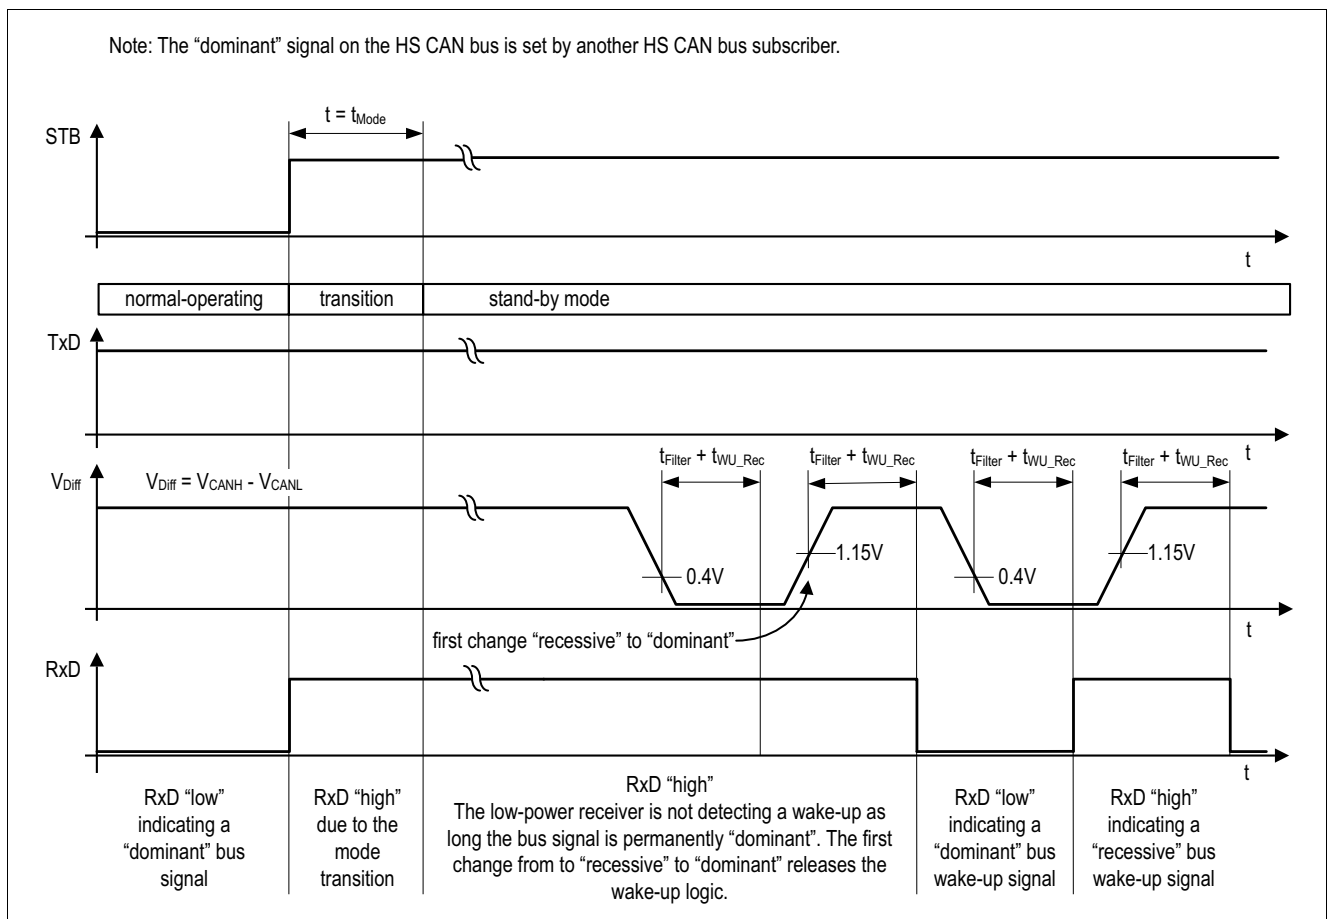 Note: The “dominant” signal on the HS CAN bus is set by another HS CAN bus subscriber.
t = tMode
STB
t
normal-operating
transition
stand-by mode
TxD
t
tFilter + tWU_Rec
tFilter + tWU_Rec
tFilter + tWU_Rec
tFilter + tWU_Rec
VDiff
VDiff = VCANH - VCANL
1.15V
1.15V
0.4V
0.4V
t
first change “recessive” to “dominant”
RxD
t
RxD “low”
indicating a
“dominant” bus
signal
RxD “high”
due to the
mode
transition
RxD “high”
The low-power receiver is not detecting a wake-up as
long the bus signal is permanently “dominant”. The first
change from to “recessive” to “dominant” releases the
wake-up logic.
RxD “low”
indicating a
“dominant” bus
wake-up signal
RxD “high”
indicating a
“recessive” bus
wake-up signal